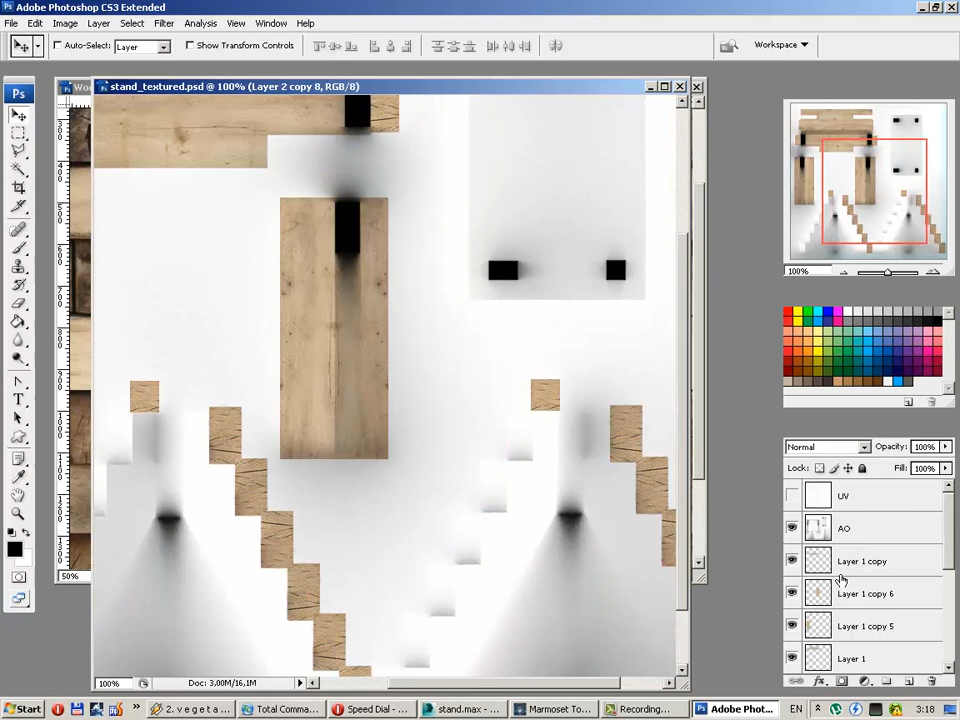 Ps Adobe Photoshop CS3 Extended
File Edit Image Layer Select Filter Analysis View Window Help
Auto-Select: Layer Show Transform Controls Workspace
Ps
stand_textured.psd @ 100% (Layer 2 copy 8, RGB/8)
50%
100% Doc: 3,00M/16,1M
100%
Normal Opacity: 100%
Lock: Fill: 100%
UV
AO
Layer 1 copy
Layer 1 copy 6
Layer 1 copy 5
Layer 1
Start 2. v e g e t a ... Total Comma... Speed Dial - ... stand.max - ... Marmoset To... Recording... Adobe Phot... EN 3:18